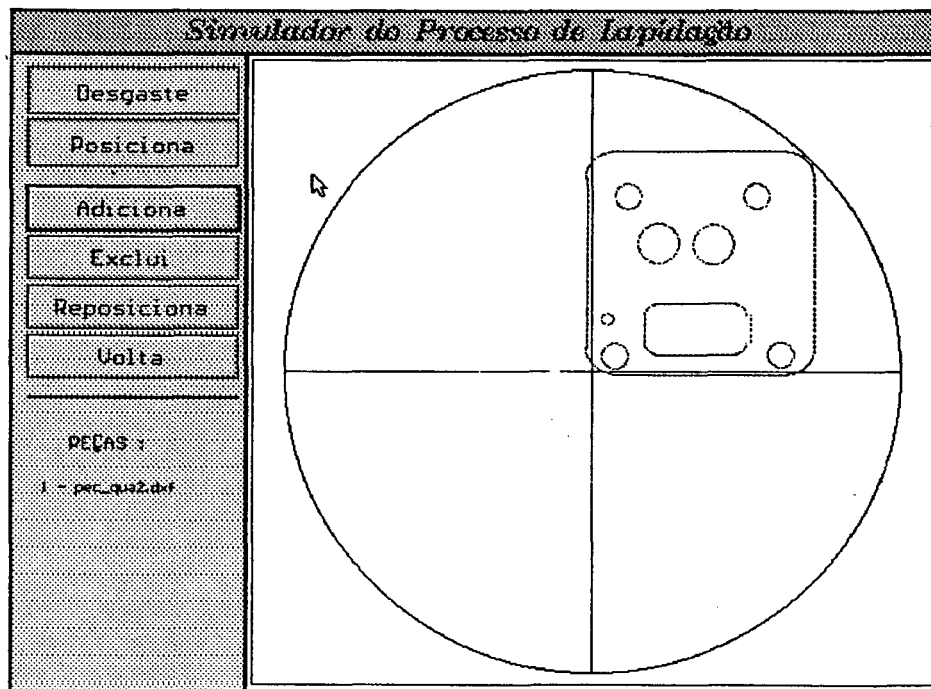 Simulador do Processo de Lapidação
Desgaste
Posiciona
Adiciona
Exclui
Reposiciona
Volta
PEÇAS :
1 - pec_qua2.dxf